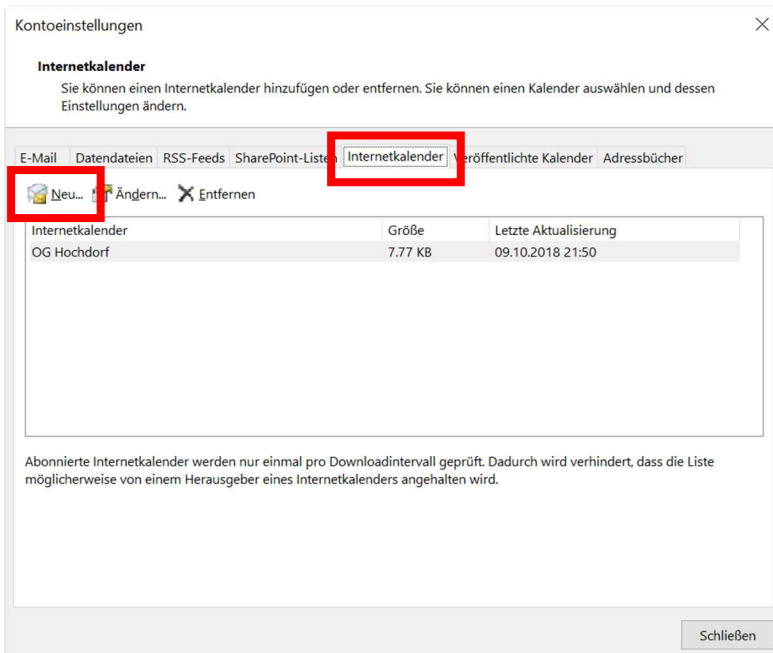 Kontoeinstellungen
Internetkalender
Sie können einen Internetkalender hinzufügen oder entfernen. Sie können einen Kalender auswählen und dessen
Einstellungen ändern.
E-Mail Datendateien RSS-Feeds SharePoint-Listen Internetkalender Veröffentlichte Kalender Adressbücher
Neu... Ändern... Entfernen
Internetkalender Größe Letzte Aktualisierung
OG Hochdorf 7.77 KB 09.10.2018 21:50
Abonnierte Internetkalender werden nur einmal pro Downloadintervall geprüft. Dadurch wird verhindert, dass die Liste
möglicherweise von einem Herausgeber eines Internetkalenders angehalten wird.
Schließen